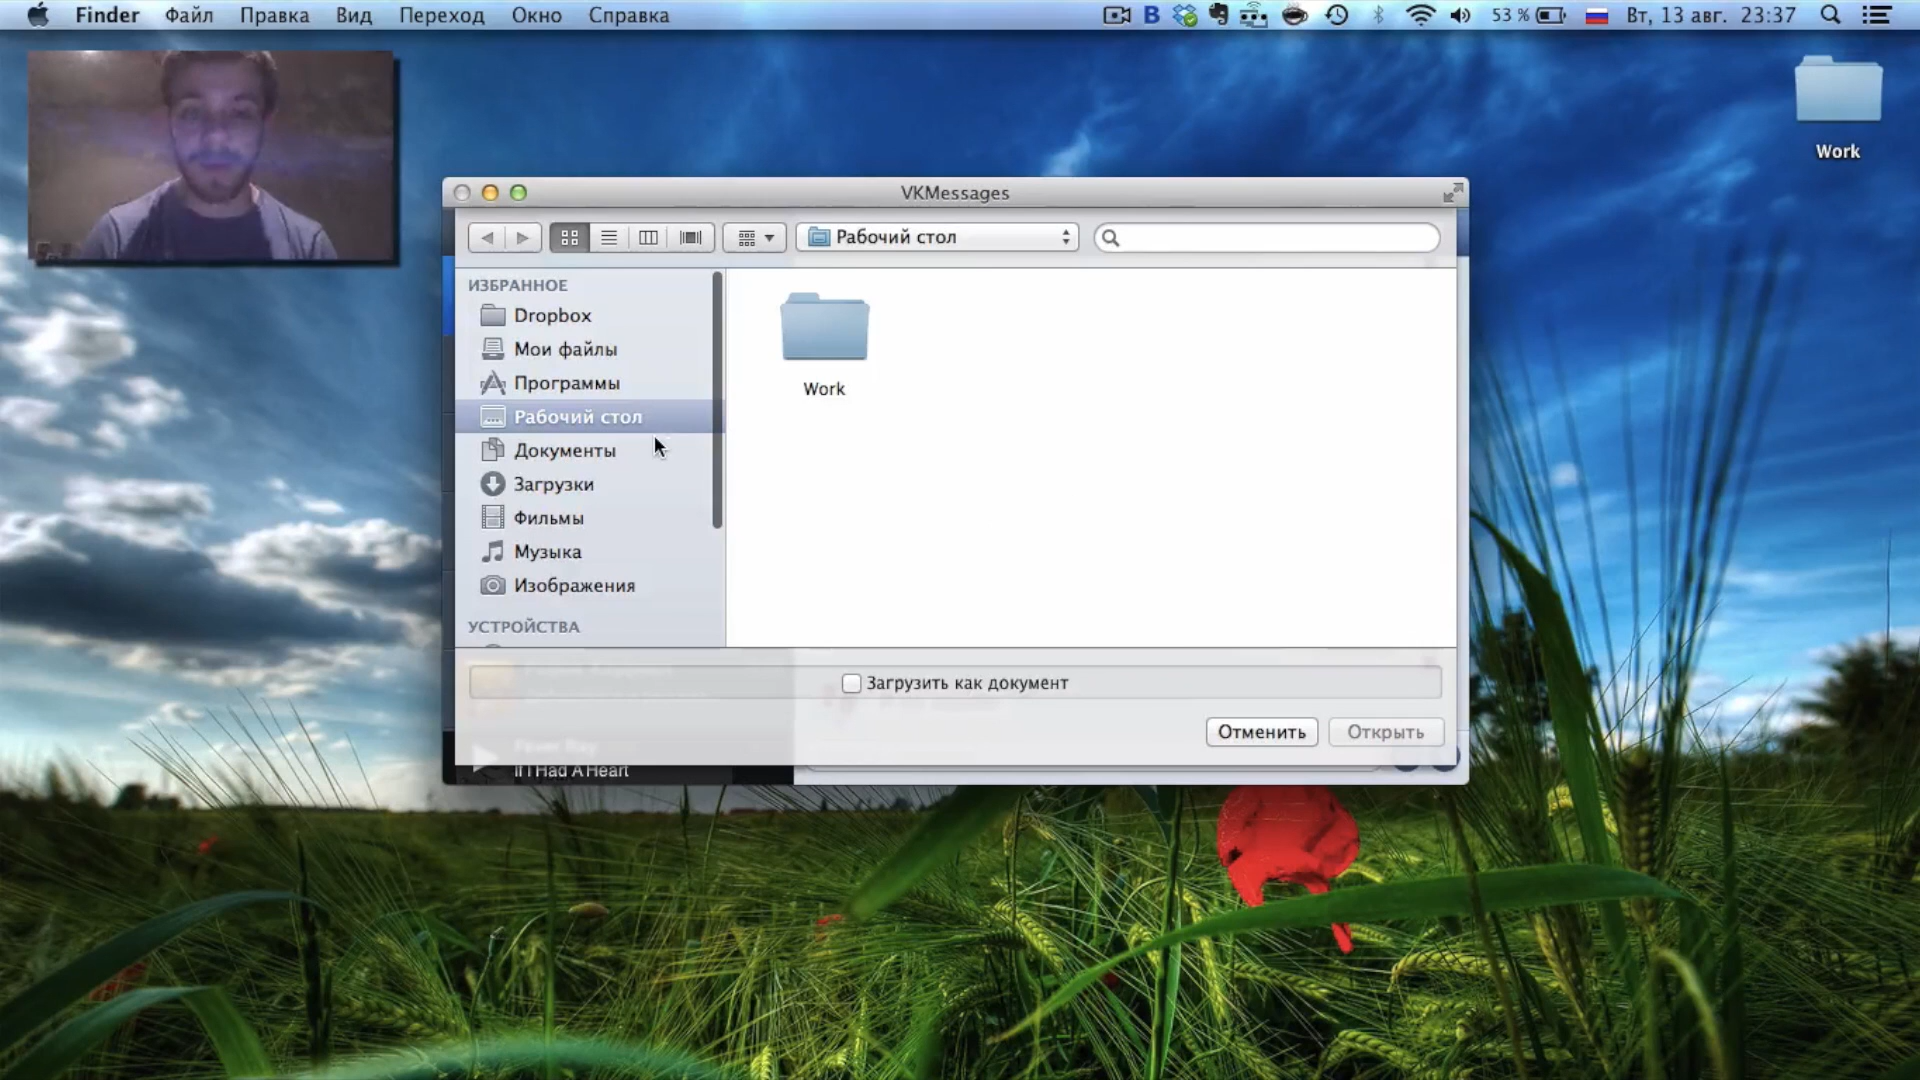 Finder Файл Правка Вид Переход Окно Справка
53 % Вт, 13 авг. 23:37
Work
VKMessages
Рабочий стол
ИЗБРАННОЕ
Dropbox
Мои файлы
Программы
Рабочий стол
Документы
Загрузки
Фильмы
Музыка
Изображения
УСТРОЙСТВА
Work
Загрузить как документ
Отменить Открыть
Fever Ray
If I Had A Heart